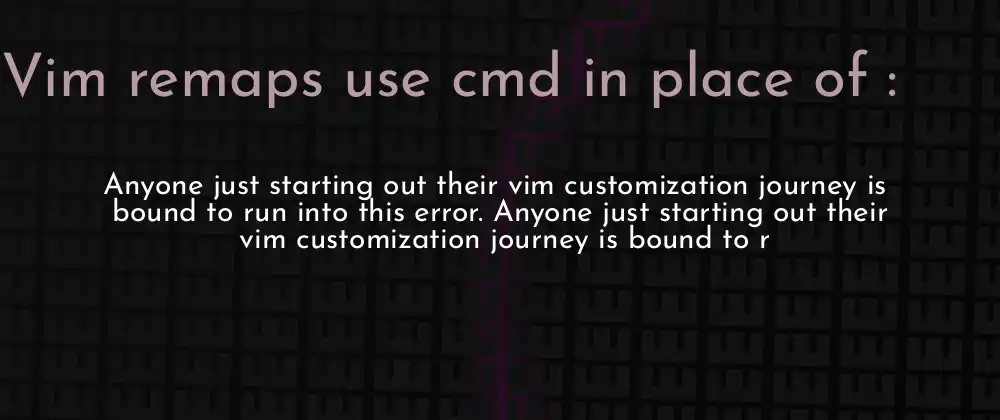 Vim remaps use cmd in place of :
Anyone just starting out their vim customization journey is
bound to run into this error. Anyone just starting out their
vim customization journey is bound to r